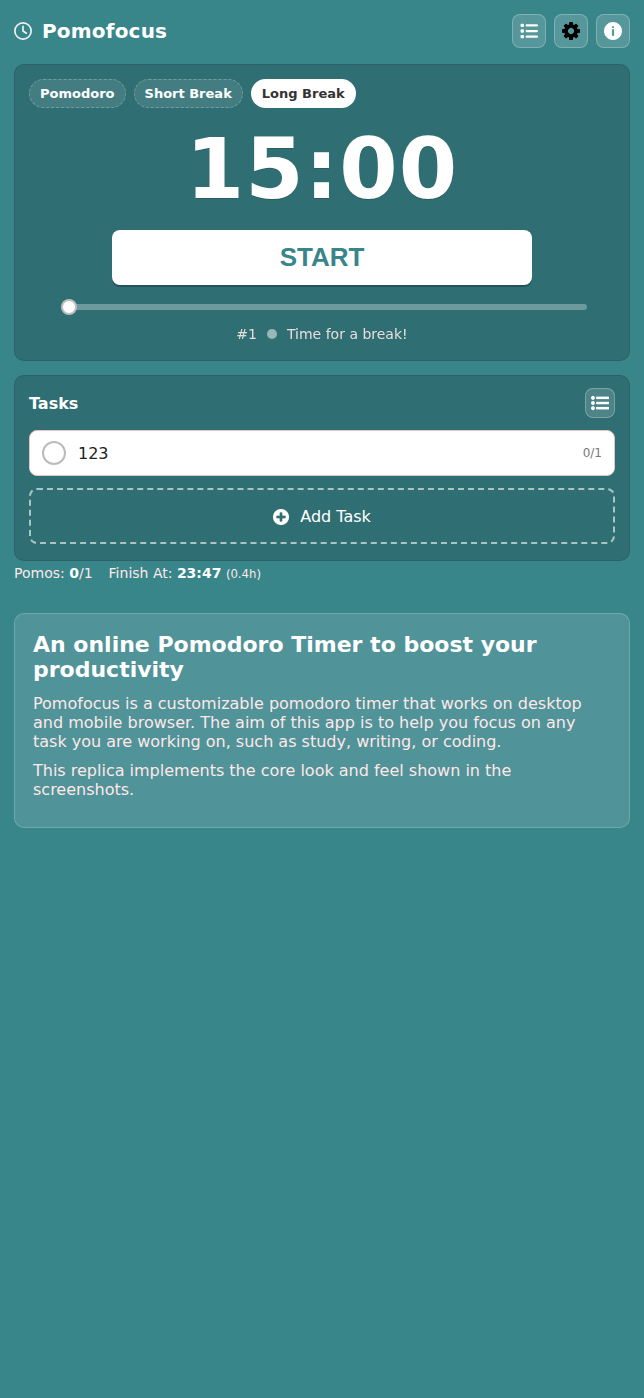 Pomofocus
Pomodoro Short Break Long Break
15:00
START
#1 Time for a break!
Tasks
123 0/1
Add Task
Pomos: 0/1 Finish At: 23:47 (0.4h)
An online Pomodoro Timer to boost your
productivity
Pomofocus is a customizable pomodoro timer that works on desktop
and mobile browser. The aim of this app is to help you focus on any
task you are working on, such as study, writing, or coding.
This replica implements the core look and feel shown in the
screenshots.